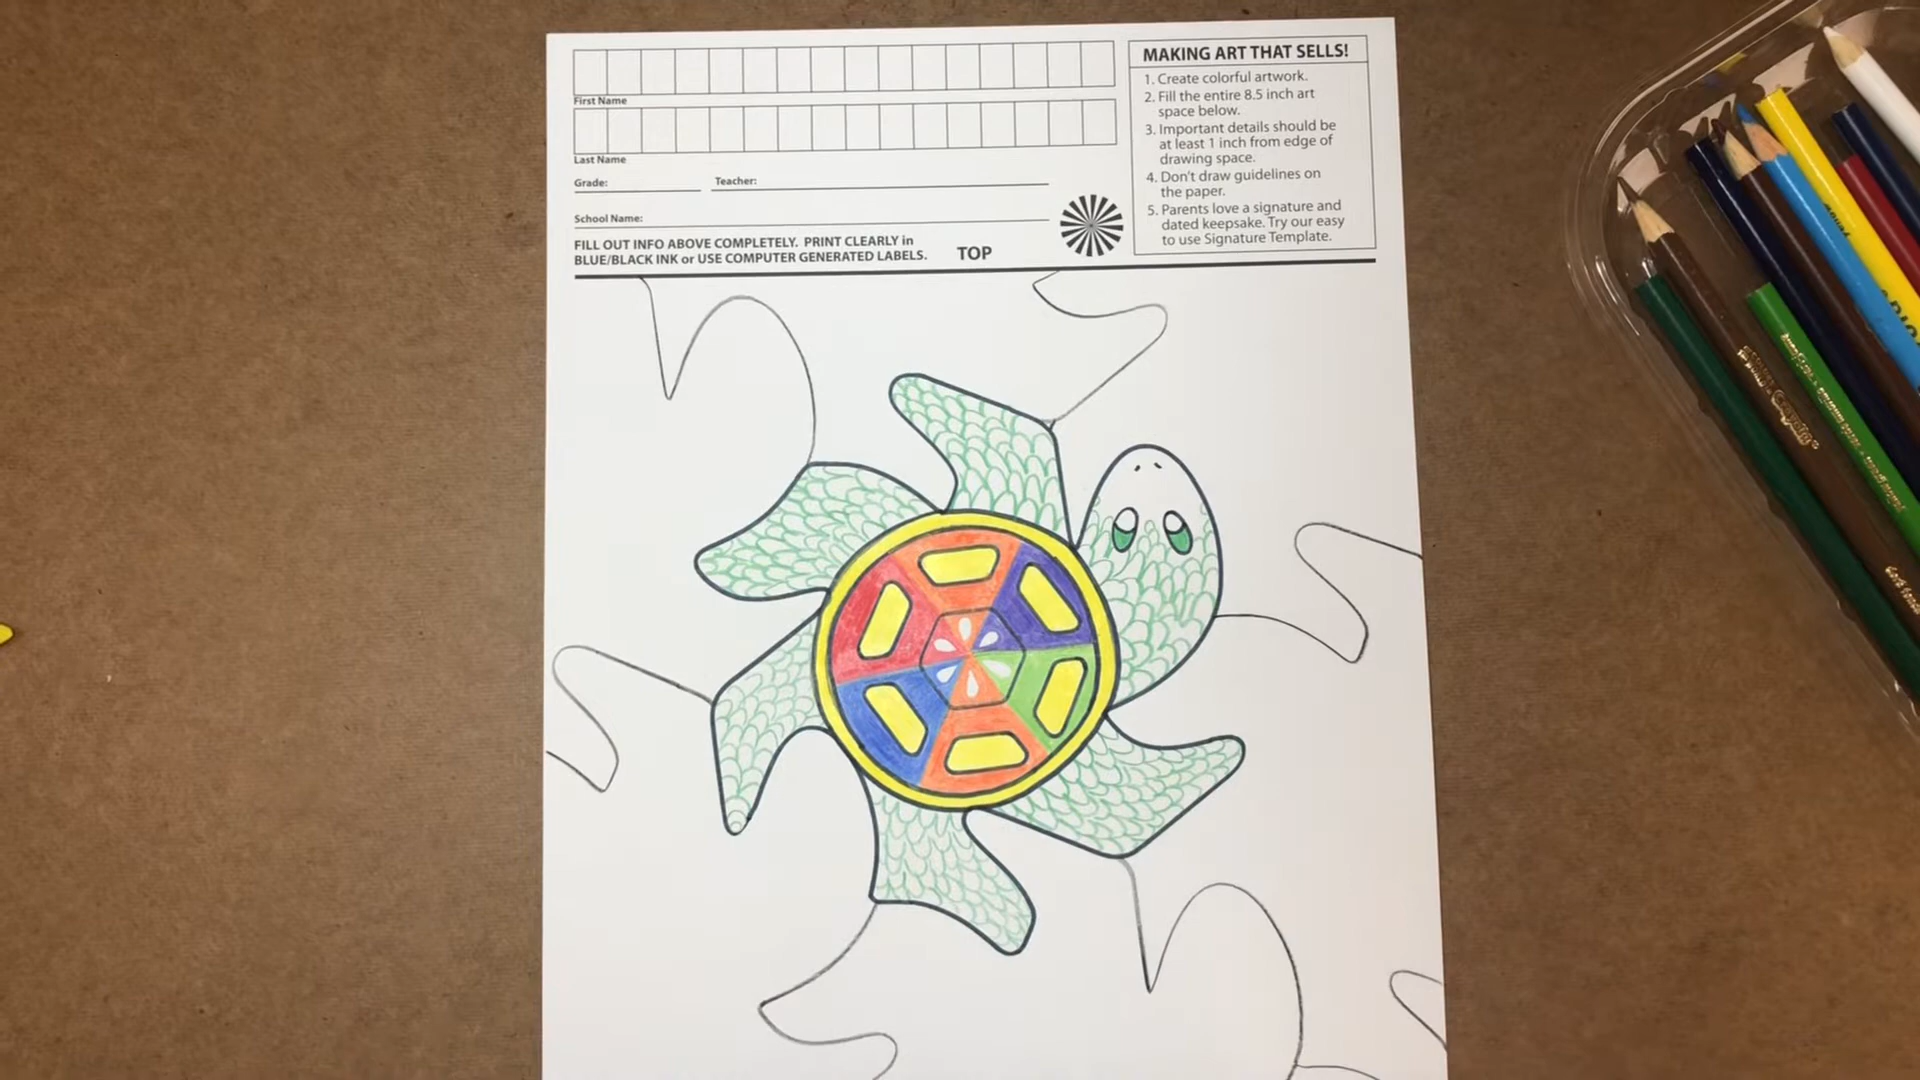 First Name
Last Name
Grade:
Teacher:
School Name:
FILL OUT INFO ABOVE COMPLETELY. PRINT CLEARLY in
BLUE/BLACK INK or USE COMPUTER GENERATED LABELS.
TOP
MAKING ART THAT SELLS!
1. Create colorful artwork.
2. Fill the entire 8.5 inch art
space below.
3. Important details should be
at least 1 inch from edge of
drawing space.
4. Don't draw guidelines on
the paper.
5. Parents love a signature and
dated keepsake. Try our easy
to use Signature Template.
Crayola